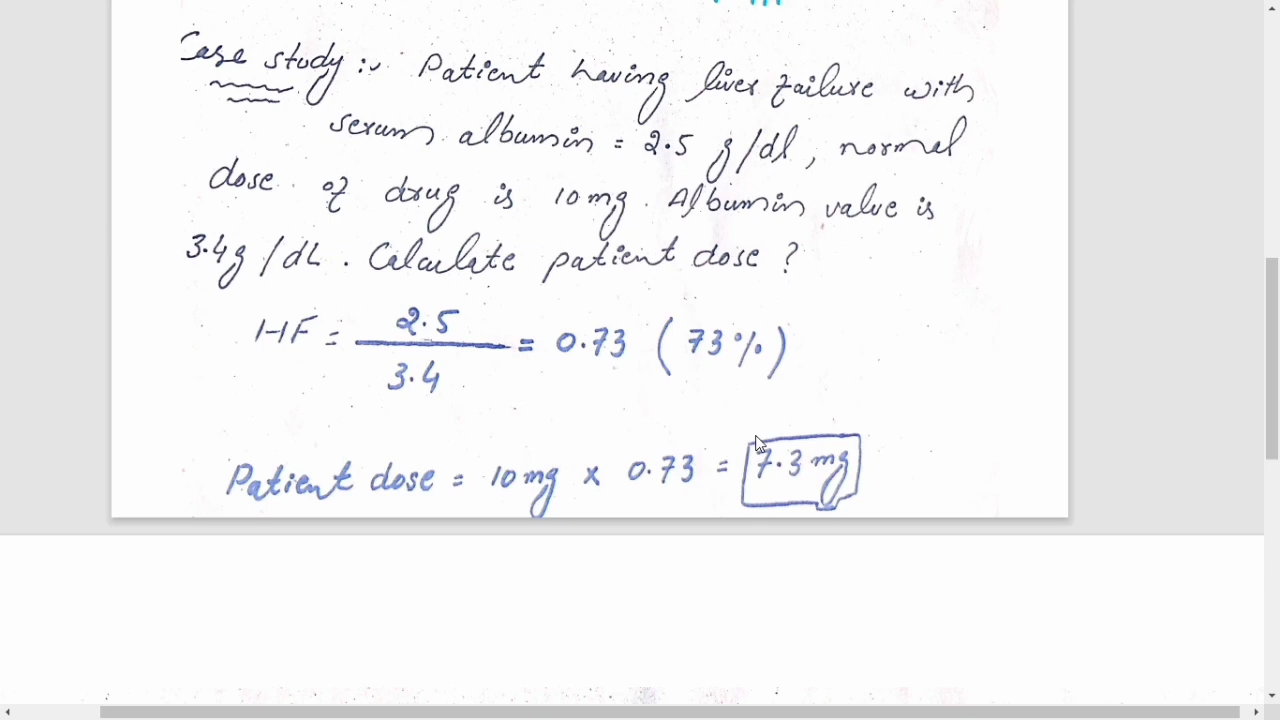 Case study :- Patient having liver failure with
serum albumin = 2.5 g/dl, normal
dose of drug is 10mg. Albumin value is
3.4g/dL. Calculate patient dose ?
HF = 2.5 / 3.4 = 0.73 (73%)
Patient dose = 10mg x 0.73 = 7.3 mg